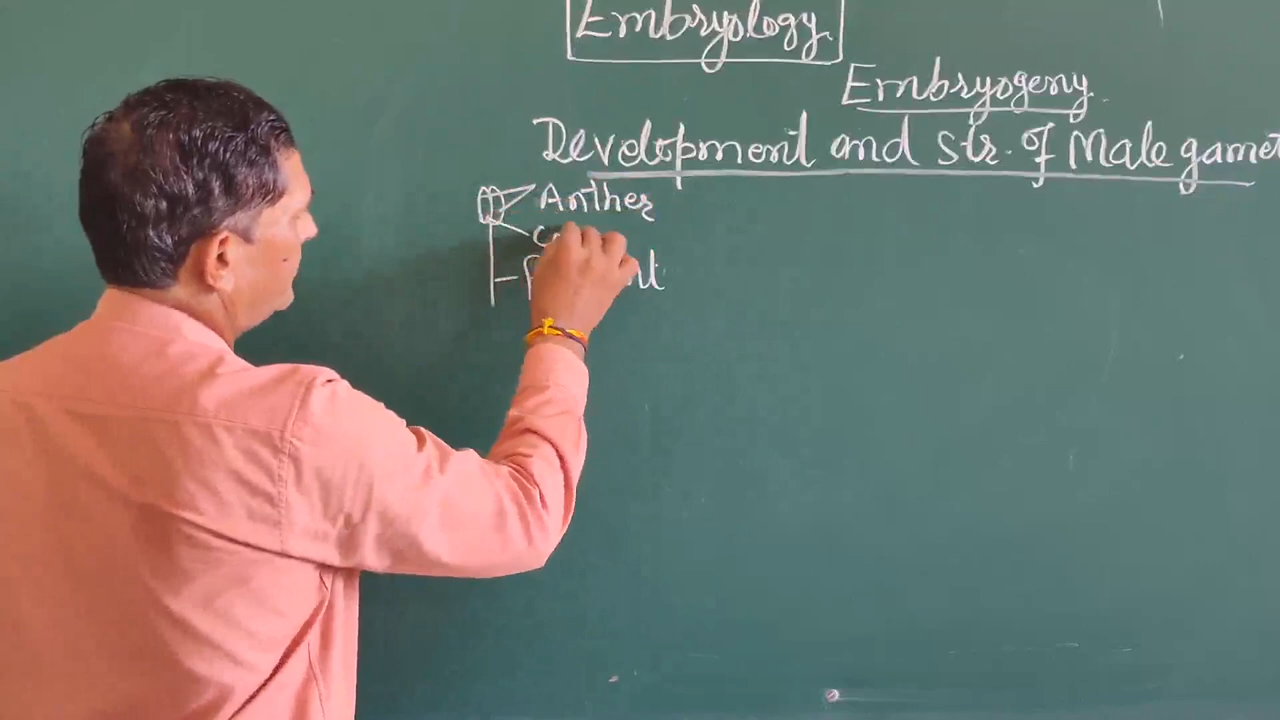 Embryology
Embryogeny
Development and str. of Male gamet
Anther